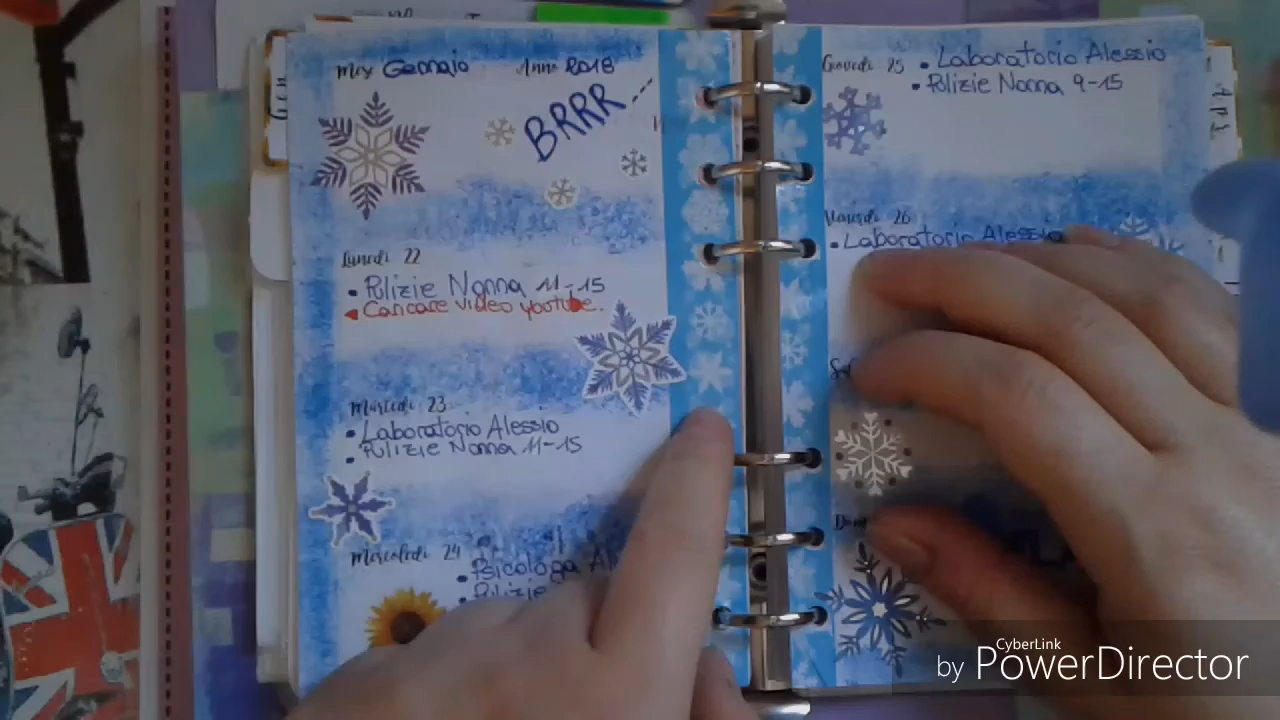 Mese Gennaio Anno 2018
BRRR---
Lunedì 22
• Pulizie Nonna 11-15
Caricare video youtube.
Martedì 23
• Laboratorio Alessio
• Pulizie Nonna 11-15
Mercoledì 24
• Psicologa Al
• Pulizie
Giovedì 25
• Laboratorio Alessio
• Pulizie Nonna 9-15
Venerdì 26
• Laboratorio Alessio
CyberLink
by PowerDirector